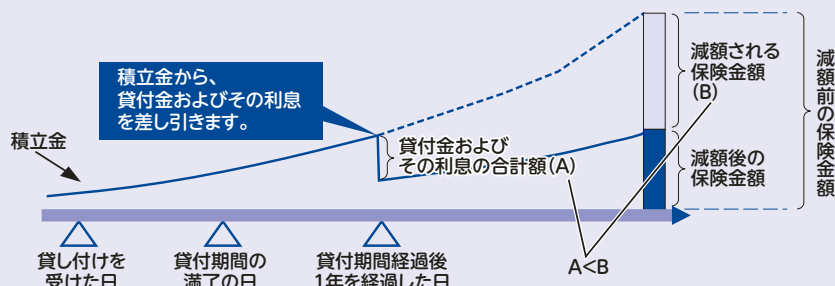 積立金から、
貸付金およびその利息
を差し引きます。
積立金
貸付金および
その利息の合計額(A)
減額される
保険金額
(B)
減額後の
保険金額
減額前の保険金額
貸し付けを
受けた日
貸付期間の
満了の日
貸付期間経過後
1年を経過した日
A<B